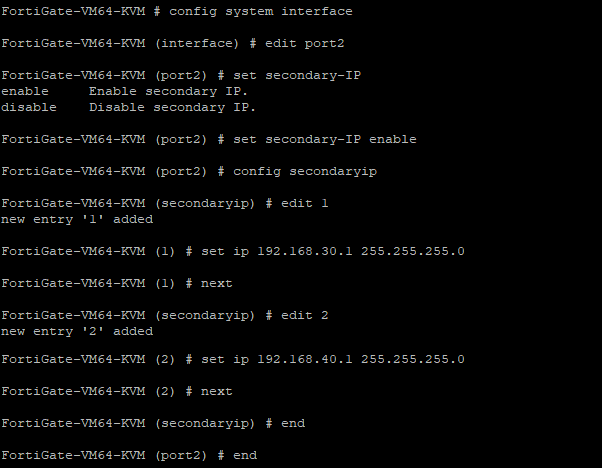 FortiGate-VM64-KVM # config system interface
FortiGate-VM64-KVM (interface) # edit port2
FortiGate-VM64-KVM (port2) # set secondary-IP
enable     Enable secondary IP.
disable    Disable secondary IP.
FortiGate-VM64-KVM (port2) # set secondary-IP enable
FortiGate-VM64-KVM (port2) # config secondaryip
FortiGate-VM64-KVM (secondaryip) # edit 1
new entry '1' added
FortiGate-VM64-KVM (1) # set ip 192.168.30.1 255.255.255.0
FortiGate-VM64-KVM (1) # next
FortiGate-VM64-KVM (secondaryip) # edit 2
new entry '2' added
FortiGate-VM64-KVM (2) # set ip 192.168.40.1 255.255.255.0
FortiGate-VM64-KVM (2) # next
FortiGate-VM64-KVM (secondaryip) # end
FortiGate-VM64-KVM (port2) # end